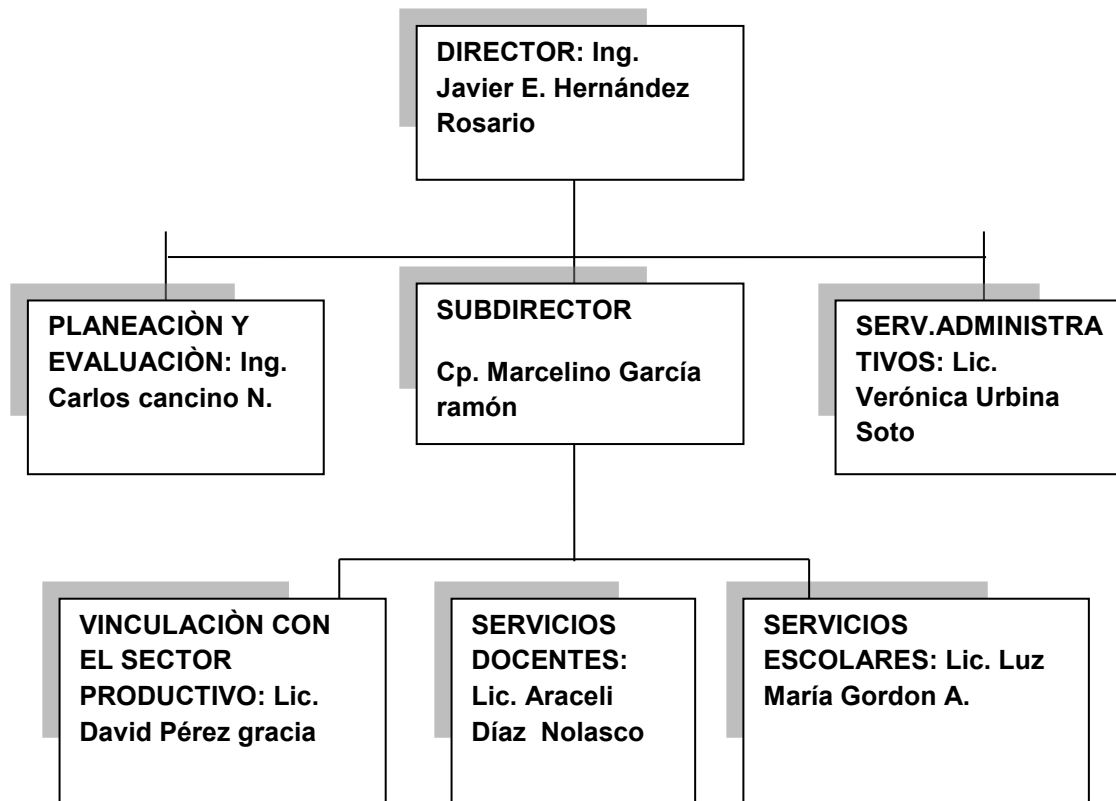 DIRECTOR: Ing.
Javier E. Hernández
Rosario
PLANEACIÒN Y
EVALUACIÒN: Ing.
Carlos cancino N.
SUBDIRECTOR
Cp. Marcelino García
ramón
SERV.ADMINISTRA
TIVOS: Lic.
Verónica Urbina
Soto
VINCULACIÒN CON
EL SECTOR
PRODUCTIVO: Lic.
David Pérez gracia
SERVICIOS
DOCENTES:
Lic. Araceli
Díaz  Nolasco
SERVICIOS
ESCOLARES: Lic. Luz
María Gordon A.